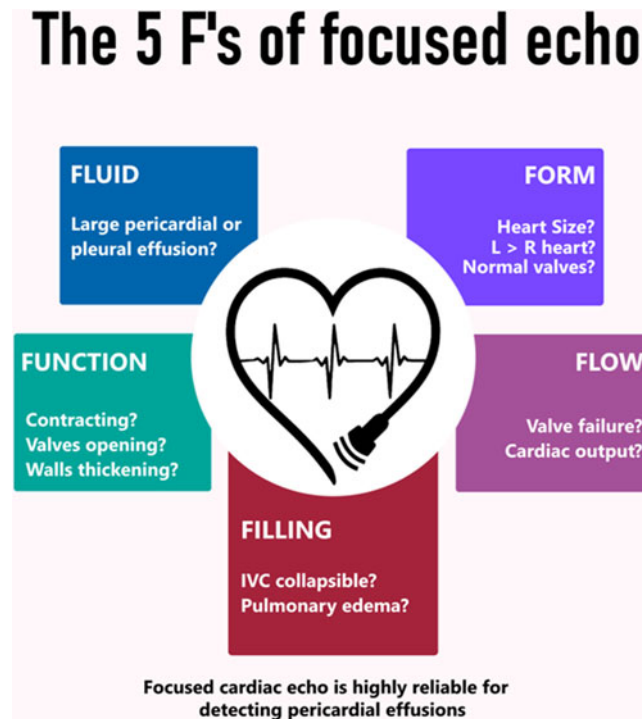 The 5 F's of focused echo
FLUID
Large pericardial or
pleural effusion?
FORM
Heart Size?
L > R heart?
Normal valves?
FUNCTION
Contracting?
Valves opening?
Walls thickening?
FLOW
Valve failure?
Cardiac output?
FILLING
IVC collapsible?
Pulmonary edema?
Focused cardiac echo is highly reliable for
detecting pericardial effusions